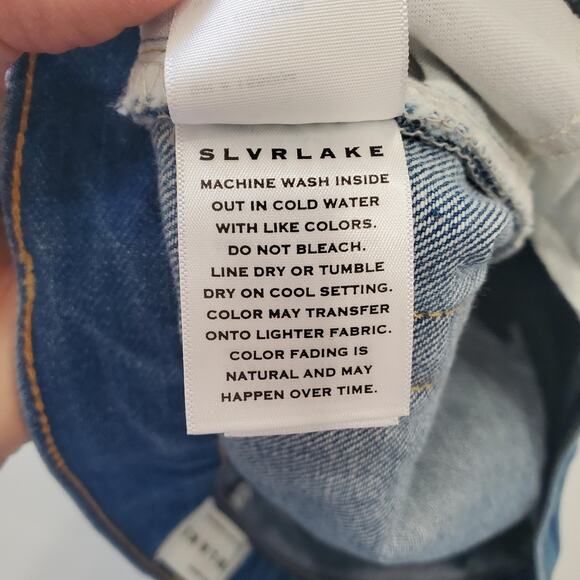 SLVRLAKE
MACHINE WASH INSIDE
OUT IN COLD WATER
WITH LIKE COLORS.
DO NOT BLEACH.
LINE DRY OR TUMBLE
DRY ON COOL SETTING.
COLOR MAY TRANSFER
ONTO LIGHTER FABRIC.
COLOR FADING IS
NATURAL AND MAY
HAPPEN OVER TIME.